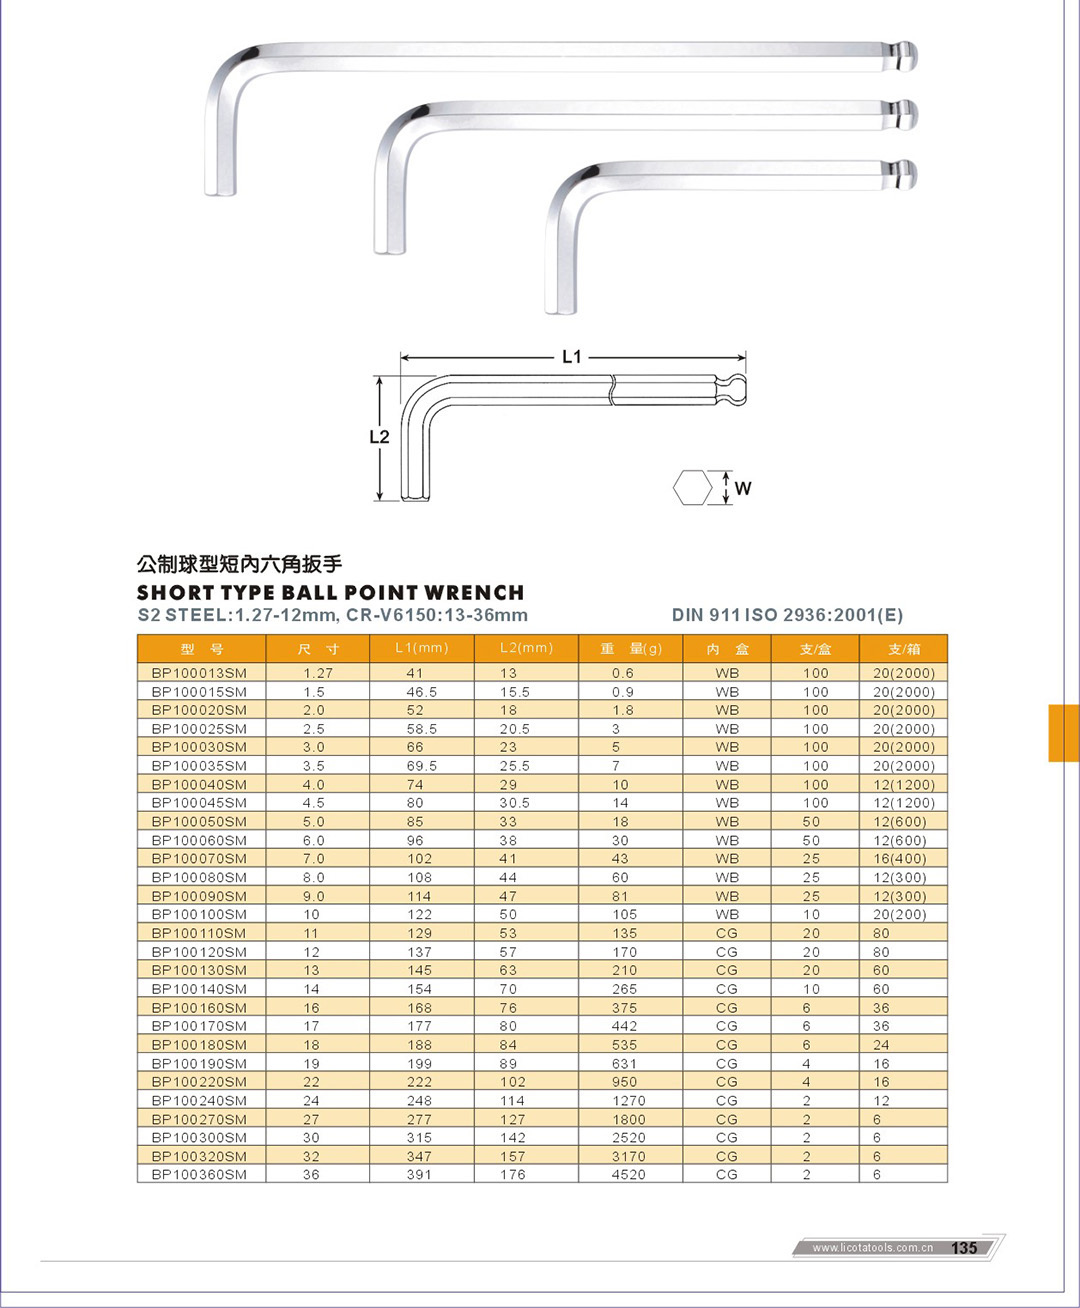 L1
L2
W
公制球型短內六角扳手
SHORT TYPE BALL POINT WRENCH
S2 STEEL:1.27-12mm, CR-V6150:13-36mm DIN 911 ISO 2936:2001(E)
型 号 尺 寸 L1(mm) L2(mm) 重 量(g) 内 盒 支/盒 支/箱
BP100013SM 1.27 41 13 0.6 WB 100 20(2000)
BP100015SM 1.5 46.5 15.5 0.9 WB 100 20(2000)
BP100020SM 2.0 52 18 1.8 WB 100 20(2000)
BP100025SM 2.5 58.5 20.5 3 WB 100 20(2000)
BP100030SM 3.0 66 23 5 WB 100 20(2000)
BP100035SM 3.5 69.5 25.5 7 WB 100 20(2000)
BP100040SM 4.0 74 29 10 WB 100 12(1200)
BP100045SM 4.5 80 30.5 14 WB 100 12(1200)
BP100050SM 5.0 85 33 18 WB 50 12(600)
BP100060SM 6.0 96 38 30 WB 50 12(600)
BP100070SM 7.0 102 41 43 WB 25 16(400)
BP100080SM 8.0 108 44 60 WB 25 12(300)
BP100090SM 9.0 114 47 81 WB 25 12(300)
BP100100SM 10 122 50 105 WB 10 20(200)
BP100110SM 11 129 53 135 CG 20 80
BP100120SM 12 137 57 170 CG 20 80
BP100130SM 13 145 63 210 CG 20 60
BP100140SM 14 154 70 265 CG 10 60
BP100160SM 16 168 76 375 CG 6 36
BP100170SM 17 177 80 442 CG 6 36
BP100180SM 18 188 84 535 CG 6 24
BP100190SM 19 199 89 631 CG 4 16
BP100220SM 22 222 102 950 CG 4 16
BP100240SM 24 248 114 1270 CG 2 12
BP100270SM 27 277 127 1800 CG 2 6
BP100300SM 30 315 142 2520 CG 2 6
BP100320SM 32 347 157 3170 CG 2 6
BP100360SM 36 391 176 4520 CG 2 6
www.licotatools.com.cn 135